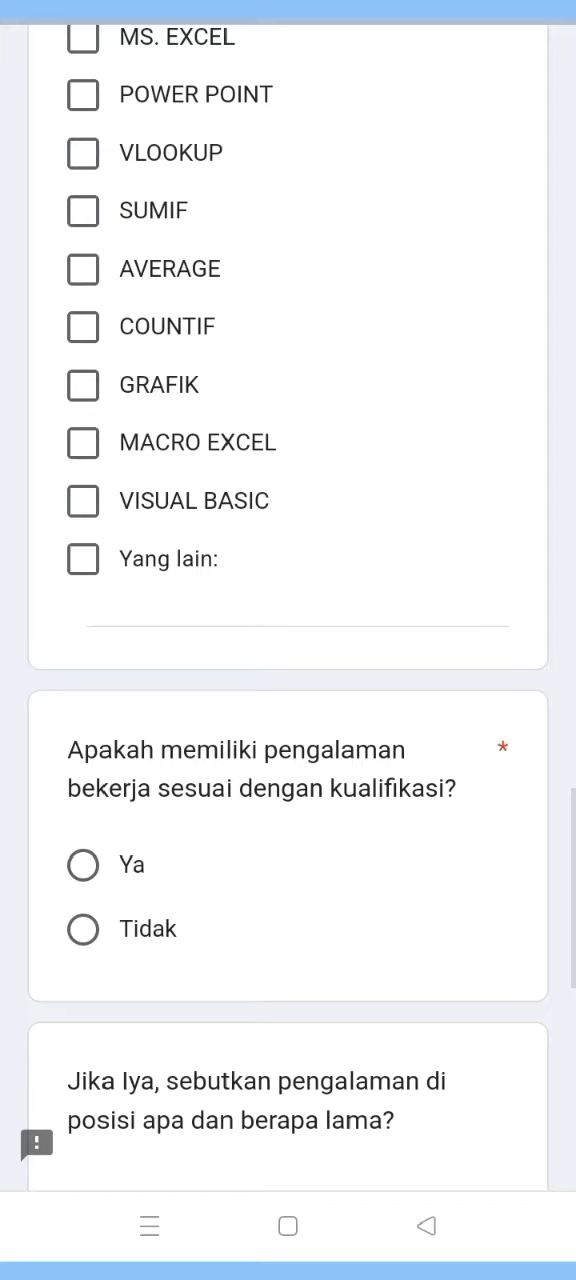 MS. EXCEL
POWER POINT
VLOOKUP
SUMIF
AVERAGE
COUNTIF
GRAFIK
MACRO EXCEL
VISUAL BASIC
Yang lain:
Apakah memiliki pengalaman *
bekerja sesuai dengan kualifikasi?
Ya
Tidak
Jika Iya, sebutkan pengalaman di
posisi apa dan berapa lama?